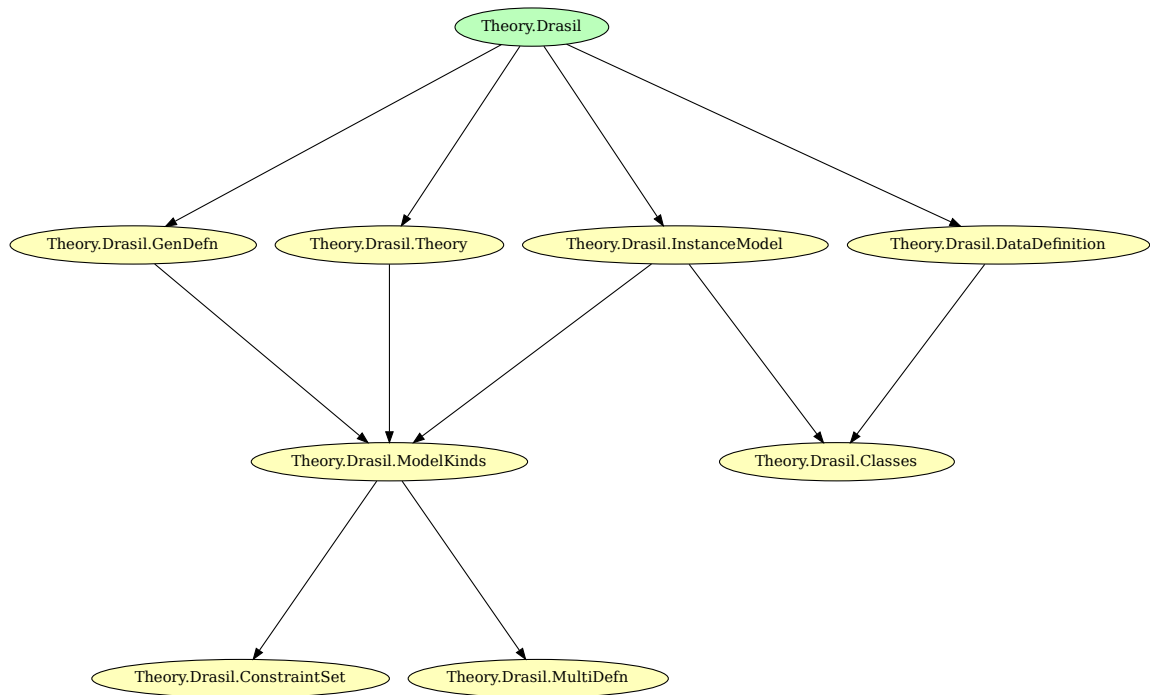 Theory.Drasil
Theory.Drasil.GenDefn
Theory.Drasil.Theory
Theory.Drasil.InstanceModel
Theory.Drasil.DataDefinition
Theory.Drasil.ModelKinds
Theory.Drasil.Classes
Theory.Drasil.ConstraintSet
Theory.Drasil.MultiDefn